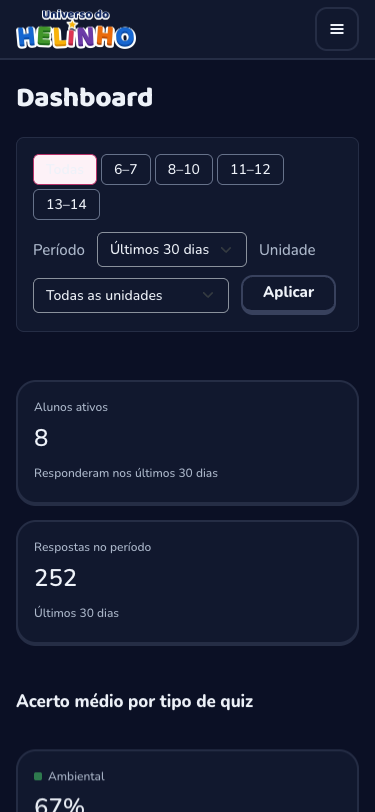 Universo do
HELINHO
Dashboard
6–7 8–10 11–12
13–14
Período Últimos 30 dias Unidade
Todas as unidades Aplicar
Alunos ativos
8
Responderam nos últimos 30 dias
Respostas no período
252
Últimos 30 dias
Acerto médio por tipo de quiz
Ambiental
67%